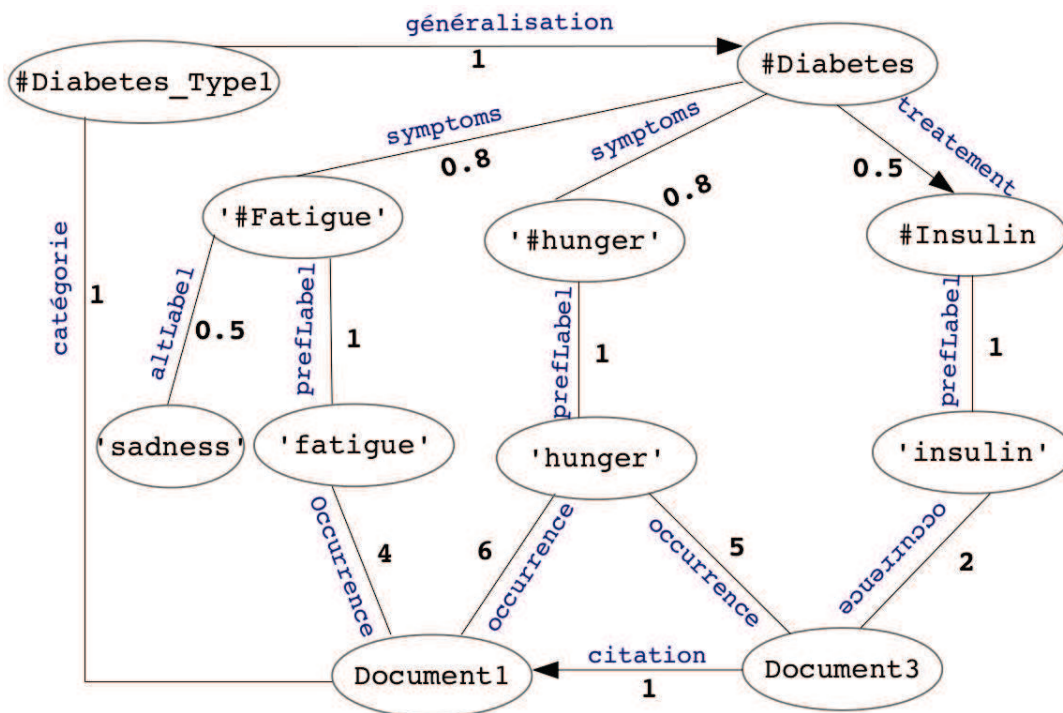 généralisation
1
#Diabetes_Type1
#Diabetes
symptoms
0.8
symptoms
0.8
0.5
treatement
'#Fatigue'
'#hunger'
#Insulin
catégorie
1
altLabel
0.5
prefLabel
1
prefLabel
1
prefLabel
1
'sadness'
'fatigue'
'hunger'
'insulin'
Occurrence
4
6
occurrence
occurrence
5
occurrence
2
Document1
citation
1
Document3